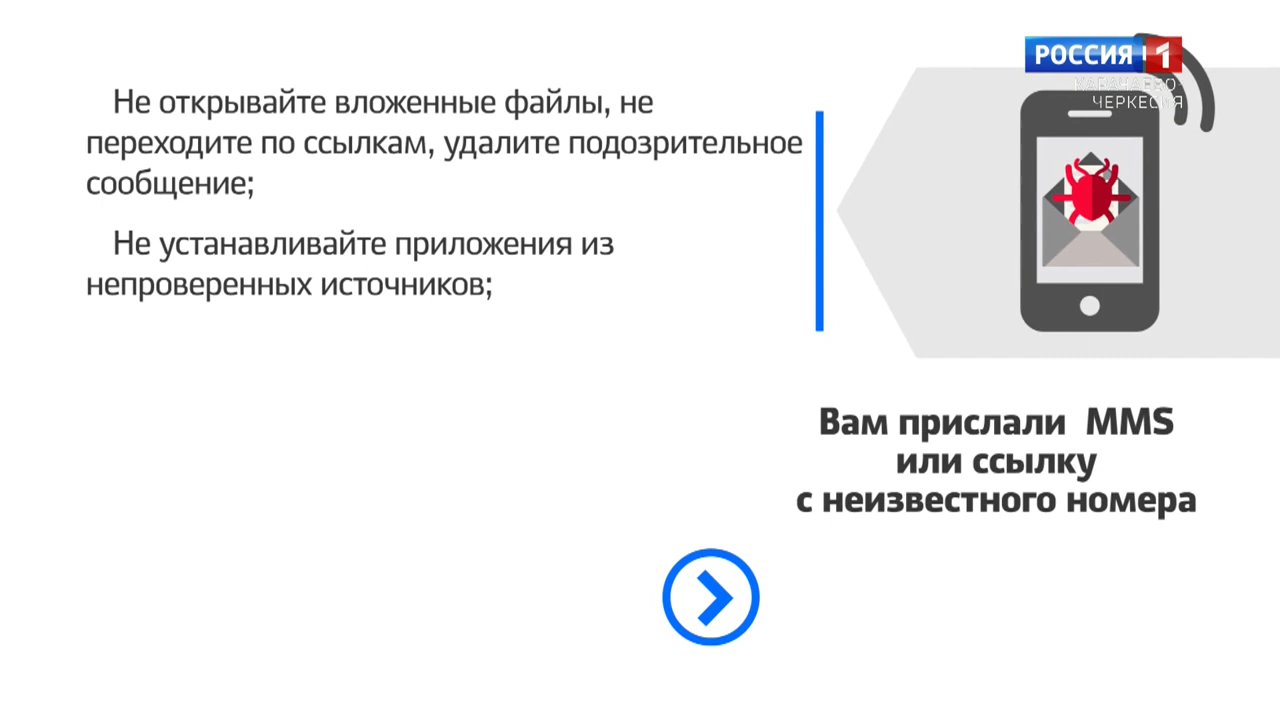 РОССИЯ 1
КАРАЧАЕВО-
ЧЕРКЕСИЯ
Не открывайте вложенные файлы, не
переходите по ссылкам, удалите подозрительное
сообщение;
Не устанавливайте приложения из
непроверенных источников;
Вам прислали MMS
или ссылку
с неизвестного номера